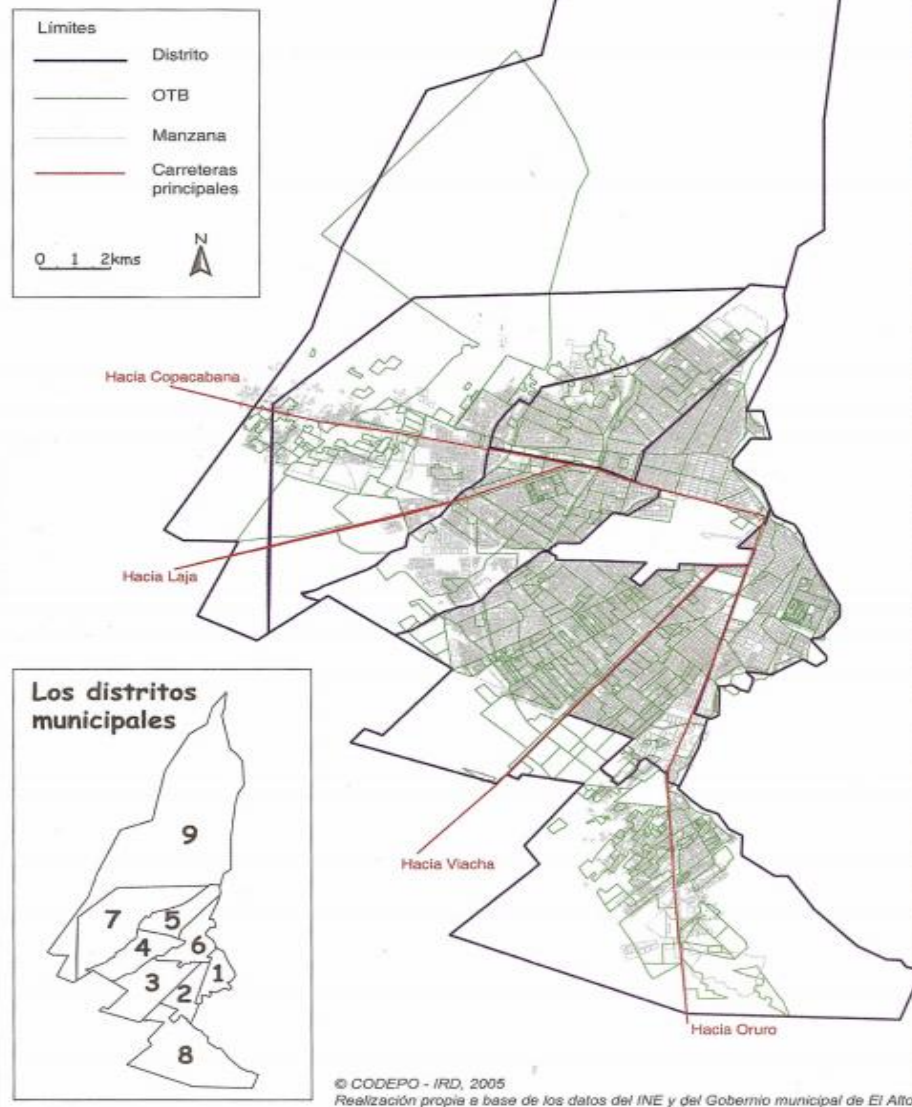 Límites
Distrito
OTB
Manzana
Carreteras
principales
0 1 2kms
N
Hacia Copacabana
Hacia Laja
Hacia Viacha
Hacia Oruro
Los distritos
municipales
9
7
5
4
6
3
1
2
8
© CODEPO - IRD, 2005
Realización propia a base de los datos del INE y del Gobernio municipal de El Alto